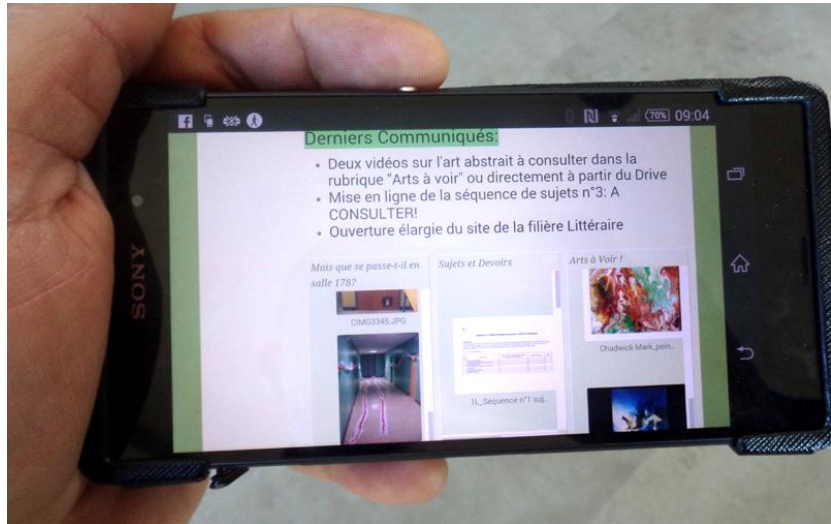 SONY
70%
09:04
Derniers Communiqués:
• Deux vidéos sur l'art abstrait à consulter dans la
rubrique "Arts à voir" ou directement à partir du Drive
• Mise en ligne de la séquence de sujets n°3: A
CONSULTER!
• Ouverture élargie du site de la filière Littéraire
Mais que se passe-t-il en
salle 178?
CIMG3345.JPG
Sujets et Devoirs
1L_Séquence n°1 suj...
Arts à Voir !
Chadwick Mark_pein...